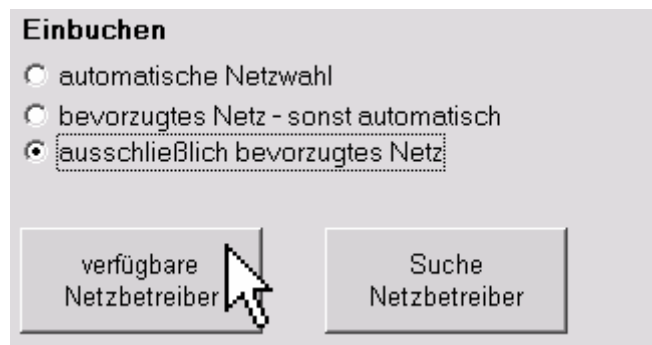 Einbuchen
automatische Netzwahl
bevorzugtes Netz - sonst automatisch
ausschließlich bevorzugtes Netz
verfügbare
Netzbetreiber
Suche
Netzbetreiber